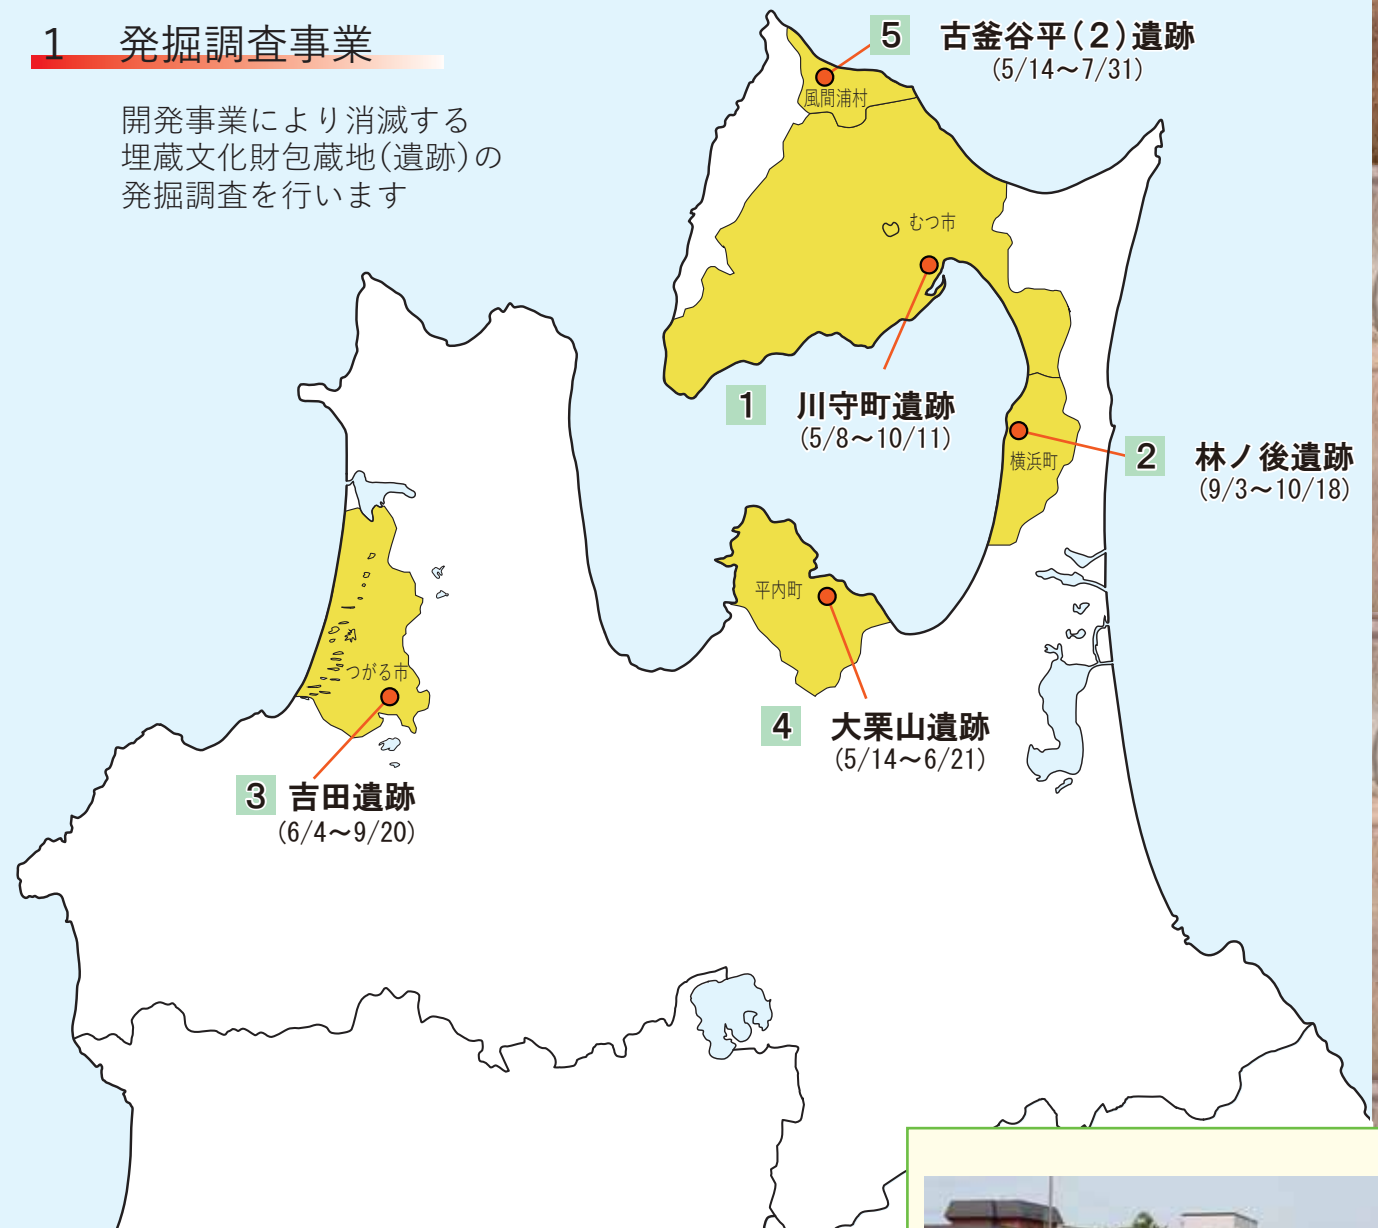 1 発掘調査事業
開発事業により消滅する
埋蔵文化財包蔵地(遺跡)の
発掘調査を行います
5 古釜谷平(2)遺跡
(5/14～7/31)
風間浦村
むつ市
1 川守町遺跡
(5/8～10/11)
横浜町
2 林ノ後遺跡
(9/3～10/18)
平内町
つがる市
4 大栗山遺跡
(5/14～6/21)
3 吉田遺跡
(6/4～9/20)